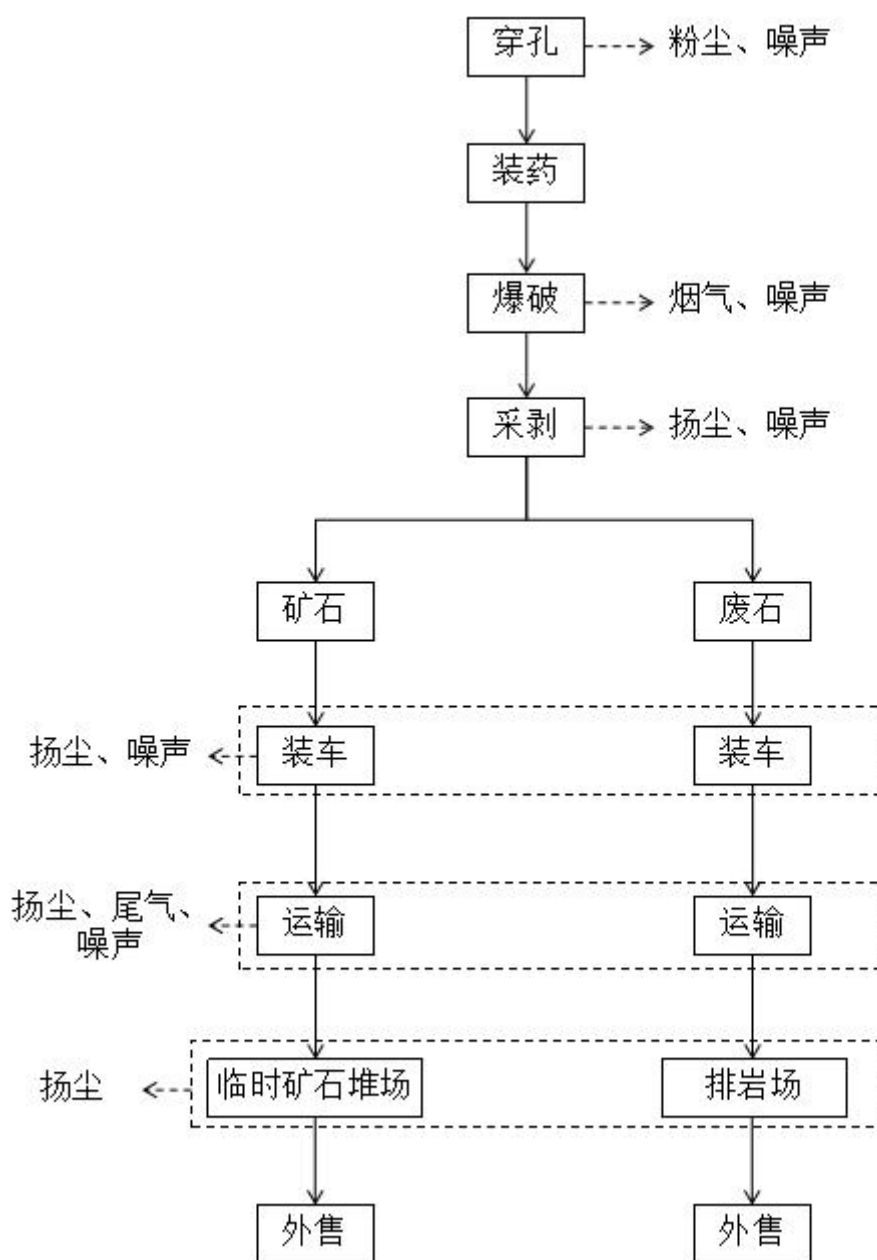 穿孔
粉尘、噪声
装药
爆破
烟气、噪声
采剥
扬尘、噪声
矿石
废石
扬尘、噪声
装车
装车
扬尘、尾气、
噪声
运输
运输
扬尘
临时矿石堆场
排岩场
外售
外售